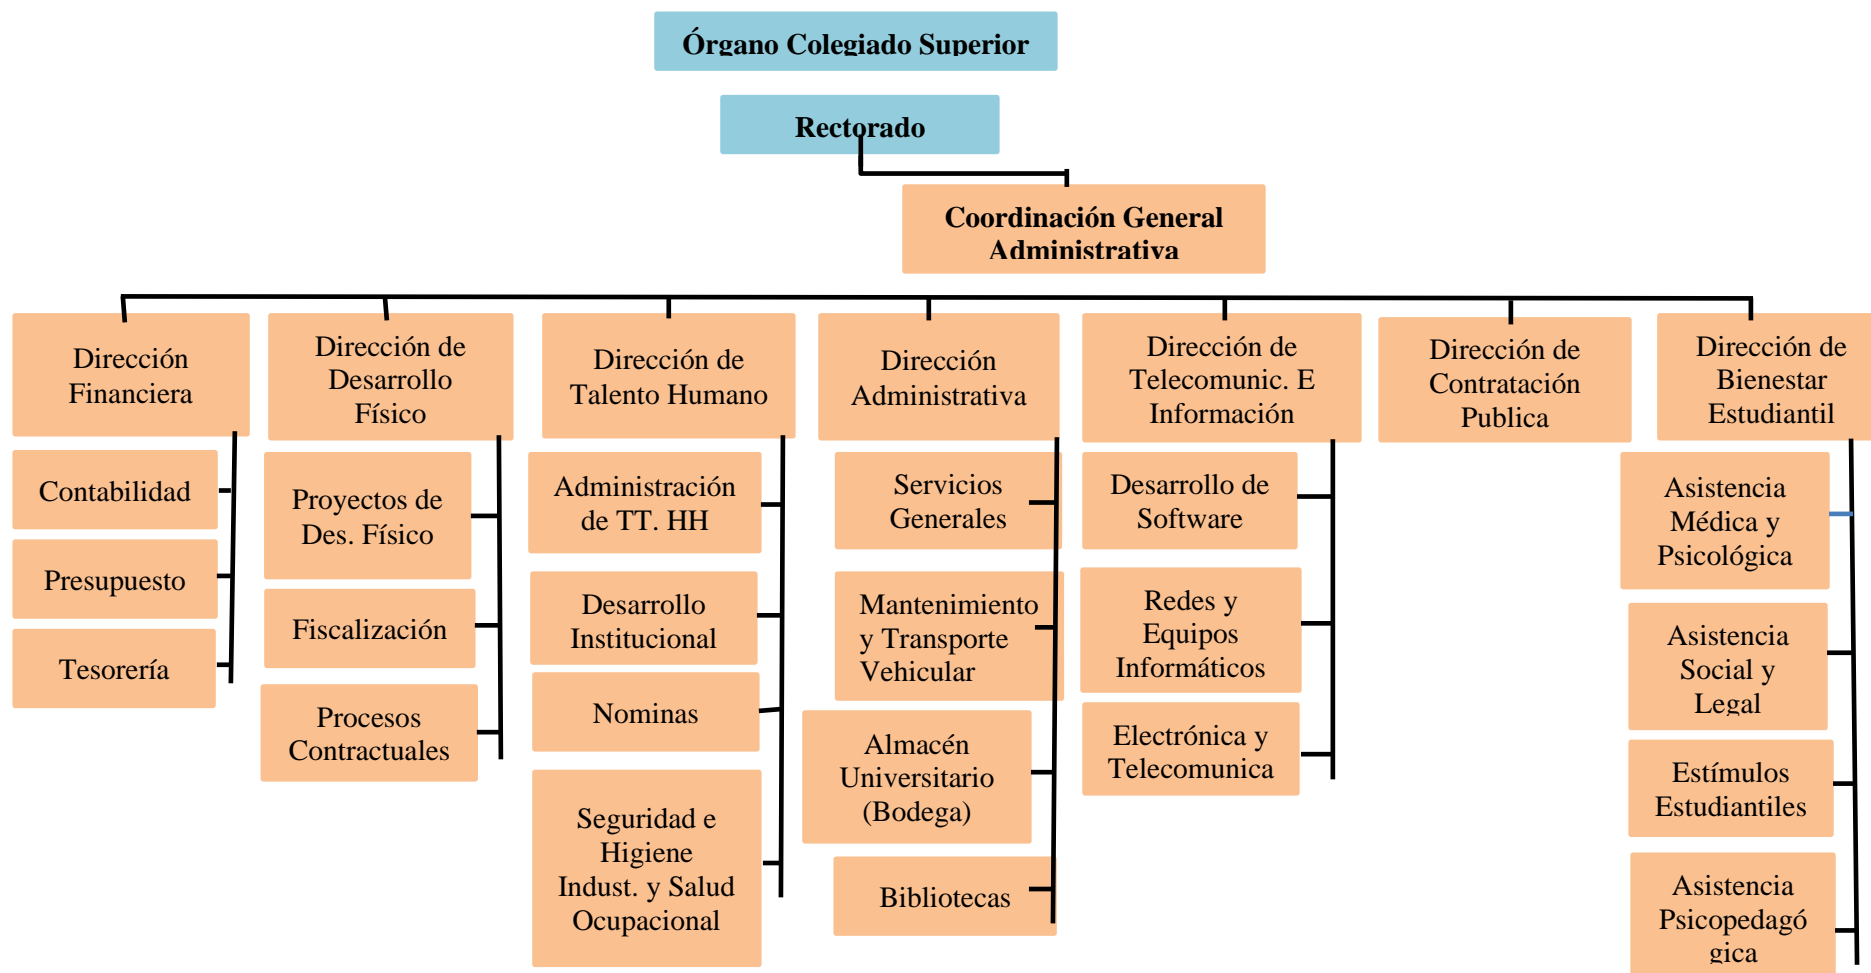 Órgano Colegiado Superior
Rectorado
Coordinación General
Administrativa
Dirección
Financiera
Contabilidad
Presupuesto
Tesorería
Dirección de
Desarrollo
Físico
Proyectos de
Des. Físico
Fiscalización
Procesos
Contractuales
Dirección de
Talento Humano
Administración
de TT. HH
Desarrollo
Institucional
Nominas
Seguridad e
Higiene
Indust. y Salud
Ocupacional
Dirección
Administrativa
Servicios
Generales
Mantenimiento
y Transporte
Vehicular
Almacén
Universitario
(Bodega)
Bibliotecas
Dirección de
Telecomunic. E
Información
Desarrollo de
Software
Redes y
Equipos
Informáticos
Electrónica y
Telecomunica
Dirección de
Contratación
Publica
Dirección de
Bienestar
Estudiantil
Asistencia
Médica y
Psicológica
Asistencia
Social y
Legal
Estímulos
Estudiantiles
Asistencia
Psicopedagó
gica